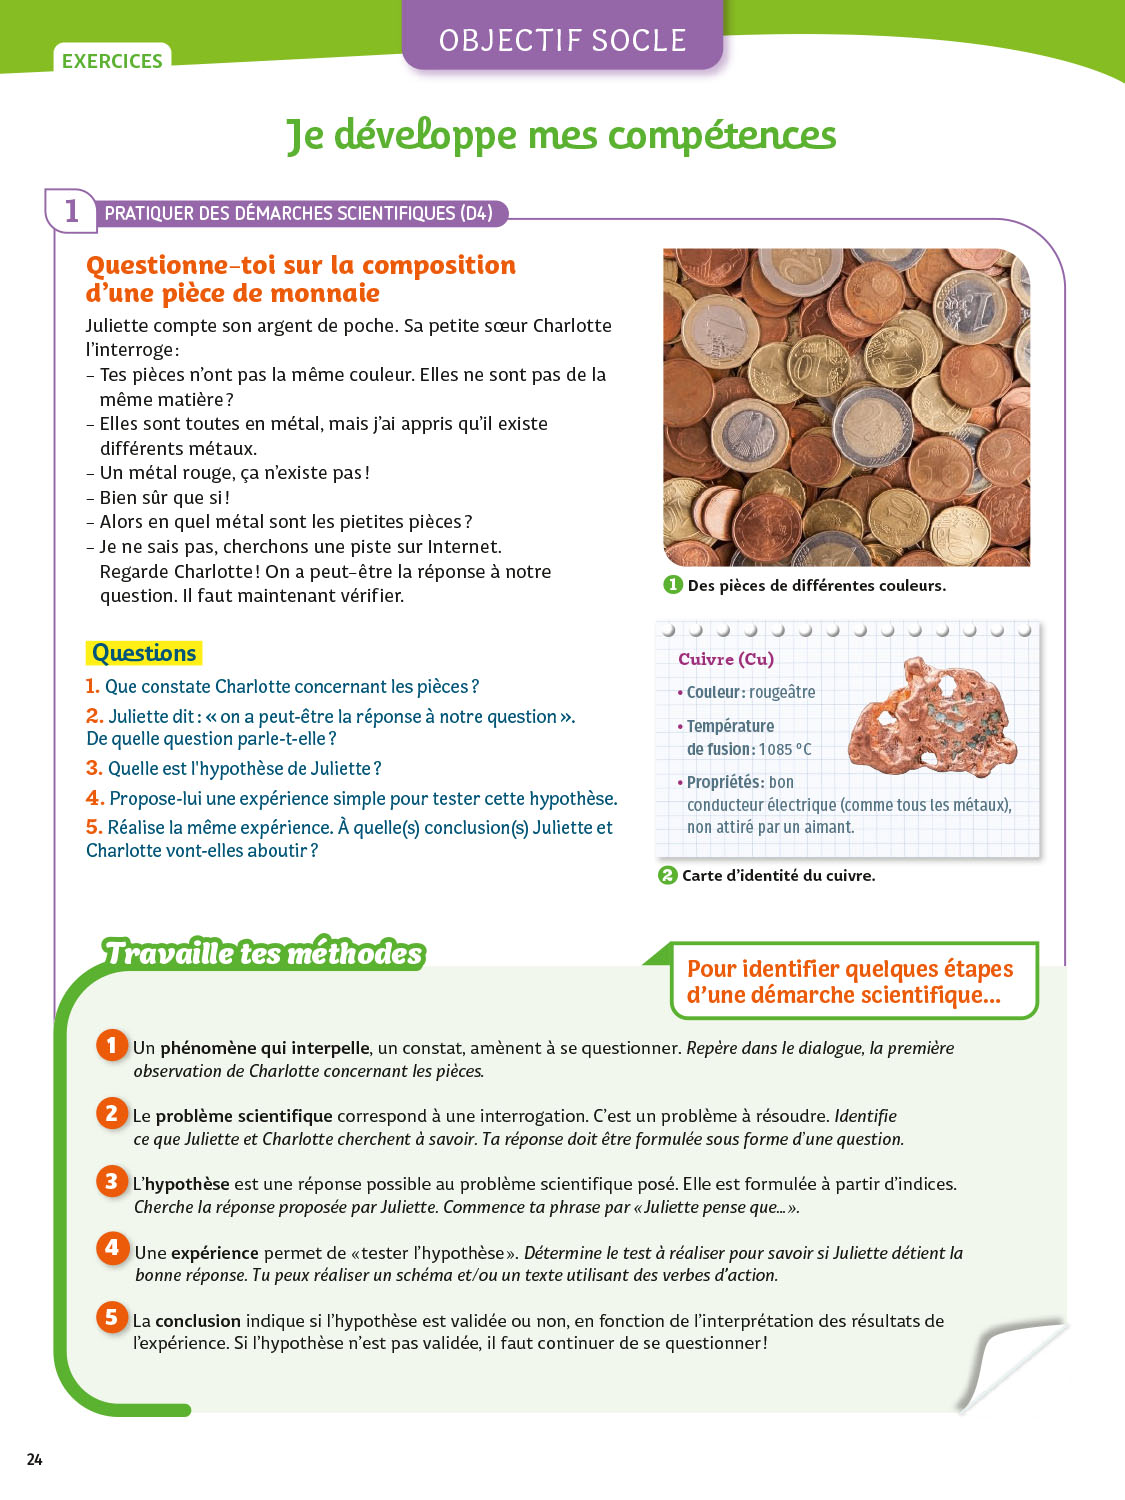 OBJECTIF SOCLE
EXERCICES
Je développe mes compétences
1 PRATIQUER DES DÉMARCHES SCIENTIFIQUES (D4)
Questionne-toi sur la composition
d'une pièce de monnaie
Juliette compte son argent de poche. Sa petite sœur Charlotte
l'interroge :
– Tes pièces n'ont pas la même couleur. Elles ne sont pas de la
même matière ?
– Elles sont toutes en métal, mais j'ai appris qu'il existe
différents métaux.
– Un métal rouge, ça n'existe pas !
– Bien sûr que si !
– Alors en quel métal sont les pietites pièces ?
– Je ne sais pas, cherchons une piste sur Internet.
Regarde Charlotte ! On a peut-être la réponse à notre
question. Il faut maintenant vérifier.
Questions
1. Que constate Charlotte concernant les pièces ?
2. Juliette dit : « on a peut-être la réponse à notre question ».
De quelle question parle-t-elle ?
3. Quelle est l'hypothèse de Juliette ?
4. Propose-lui une expérience simple pour tester cette hypothèse.
5. Réalise la même expérience. À quelle(s) conclusion(s) Juliette et
Charlotte vont-elles aboutir ?
1 Des pièces de différentes couleurs.
Cuivre (Cu)
• Couleur : rougeâtre
• Température
de fusion : 1 085 °C
• Propriétés : bon
conducteur électrique (comme tous les métaux),
non attiré par un aimant.
2 Carte d'identité du cuivre.
Travaille tes méthodes
Pour identifier quelques étapes
d'une démarche scientifique...
1 Un phénomène qui interpelle, un constat, amènent à se questionner. Repère dans le dialogue, la première
observation de Charlotte concernant les pièces.
2 Le problème scientifique correspond à une interrogation. C'est un problème à résoudre. Identifie
ce que Juliette et Charlotte cherchent à savoir. Ta réponse doit être formulée sous forme d'une question.
3 L'hypothèse est une réponse possible au problème scientifique posé. Elle est formulée à partir d'indices.
Cherche la réponse proposée par Juliette. Commence ta phrase par « Juliette pense que... ».
4 Une expérience permet de « tester l'hypothèse ». Détermine le test à réaliser pour savoir si Juliette détient la
bonne réponse. Tu peux réaliser un schéma et/ou un texte utilisant des verbes d'action.
5 La conclusion indique si l'hypothèse est validée ou non, en fonction de l'interprétation des résultats de
l'expérience. Si l'hypothèse n'est pas validée, il faut continuer de se questionner !
24